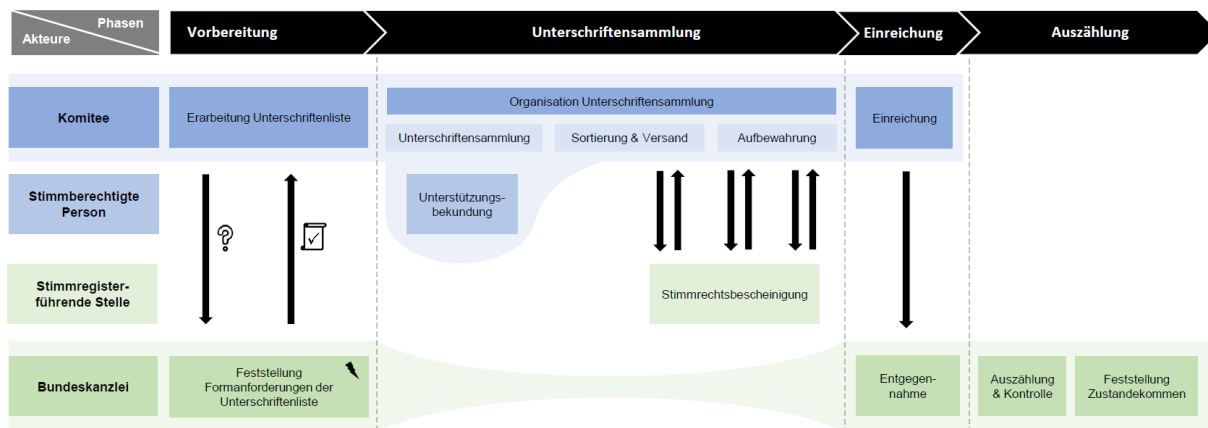 Phasen
Akteure
Vorbereitung
Unterschriftensammlung
Einreichung
Auszählung
Komitee
Erarbeitung Unterschriftenliste
Organisation Unterschriftensammlung
Unterschriftensammlung
Sortierung & Versand
Aufbewahrung
Einreichung
Stimmberechtigte
Person
Unterstützungs-
bekundung
?
Stimmregister-
führende Stelle
Stimmrechtsbescheinigung
Bundeskanzlei
Feststellung
Formanforderungen der
Unterschriftenliste
Entgegen-
nahme
Auszählung
& Kontrolle
Feststellung
Zustandekommen